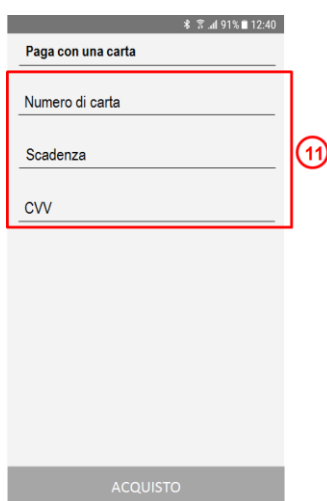 91% 12:40
Paga con una carta
Numero di carta
Scadenza
CVV
11
ACQUISTO